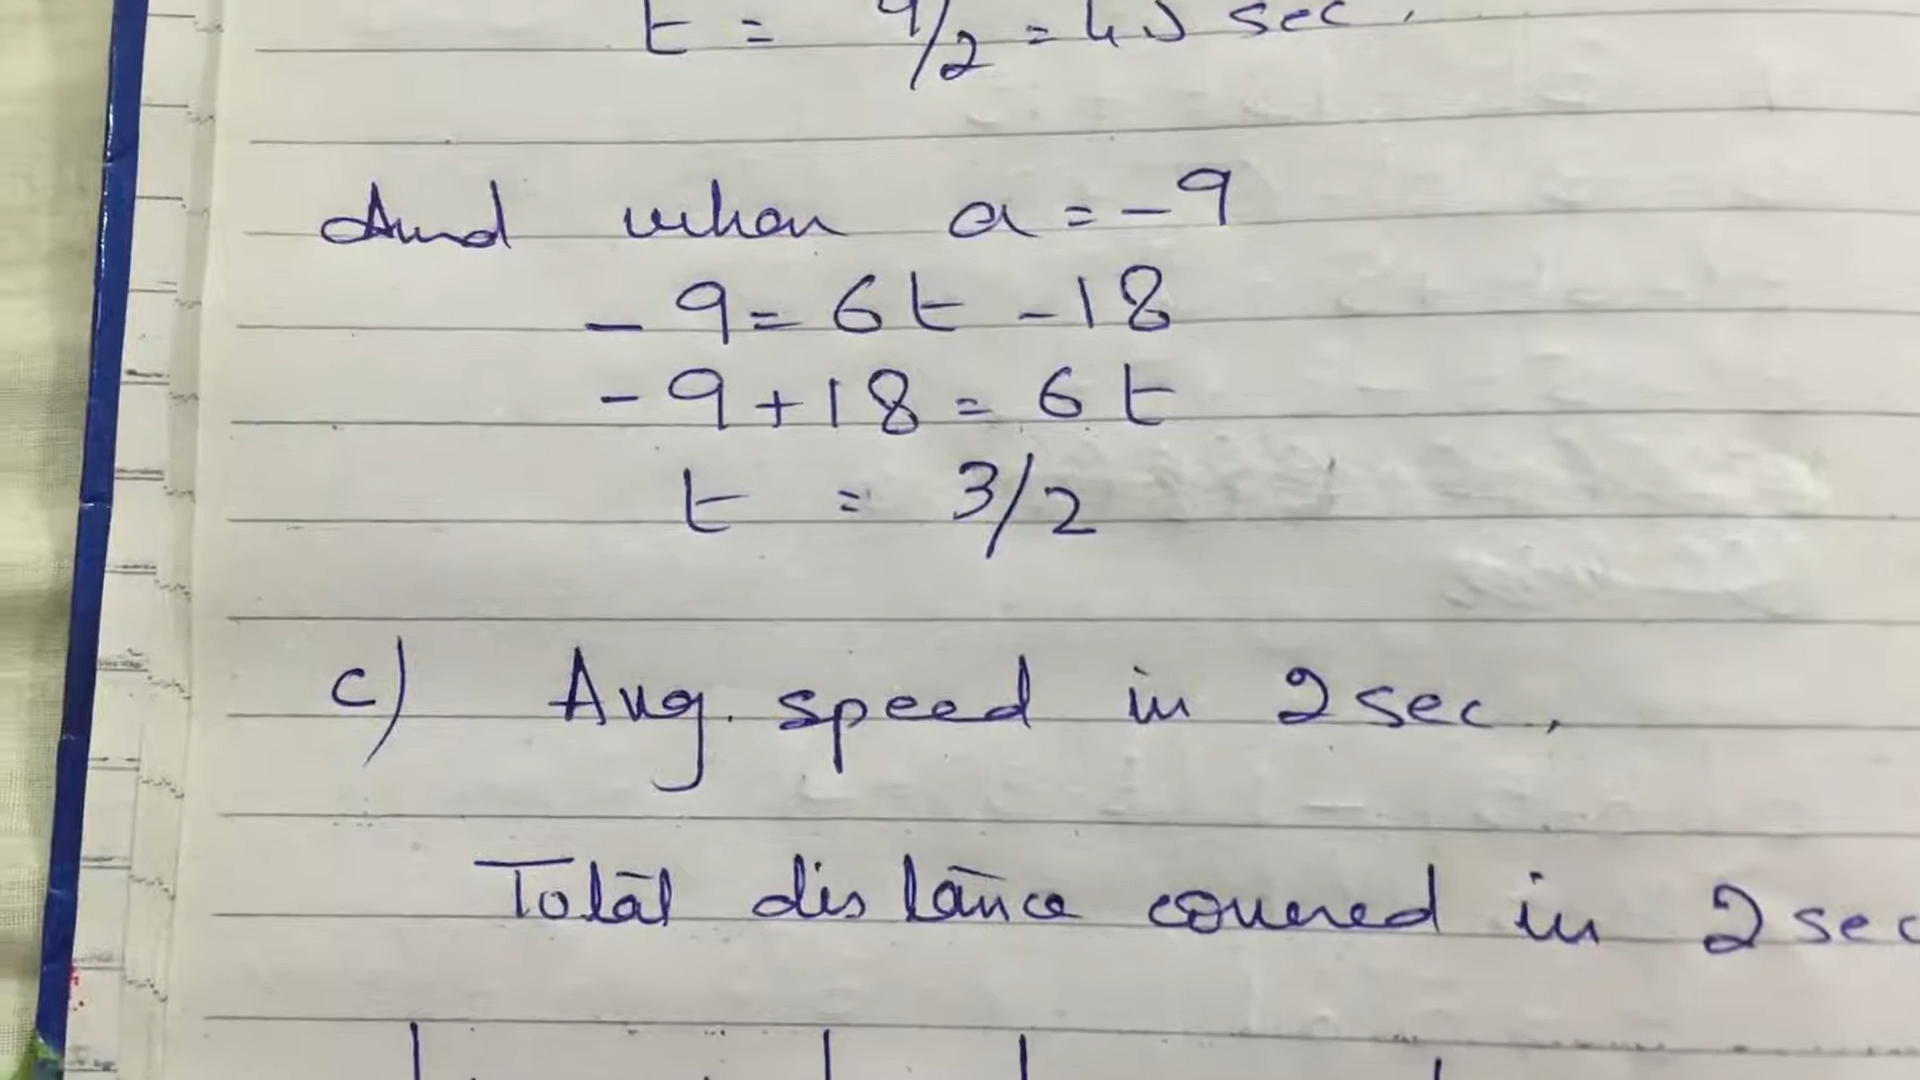 t = 9/2 = 4.5 sec.
And when a = -9
- 9 = 6t - 18
- 9 + 18 = 6t
t = 3/2
c) Avg. speed in 2 sec.
Total distance covered in 2 sec